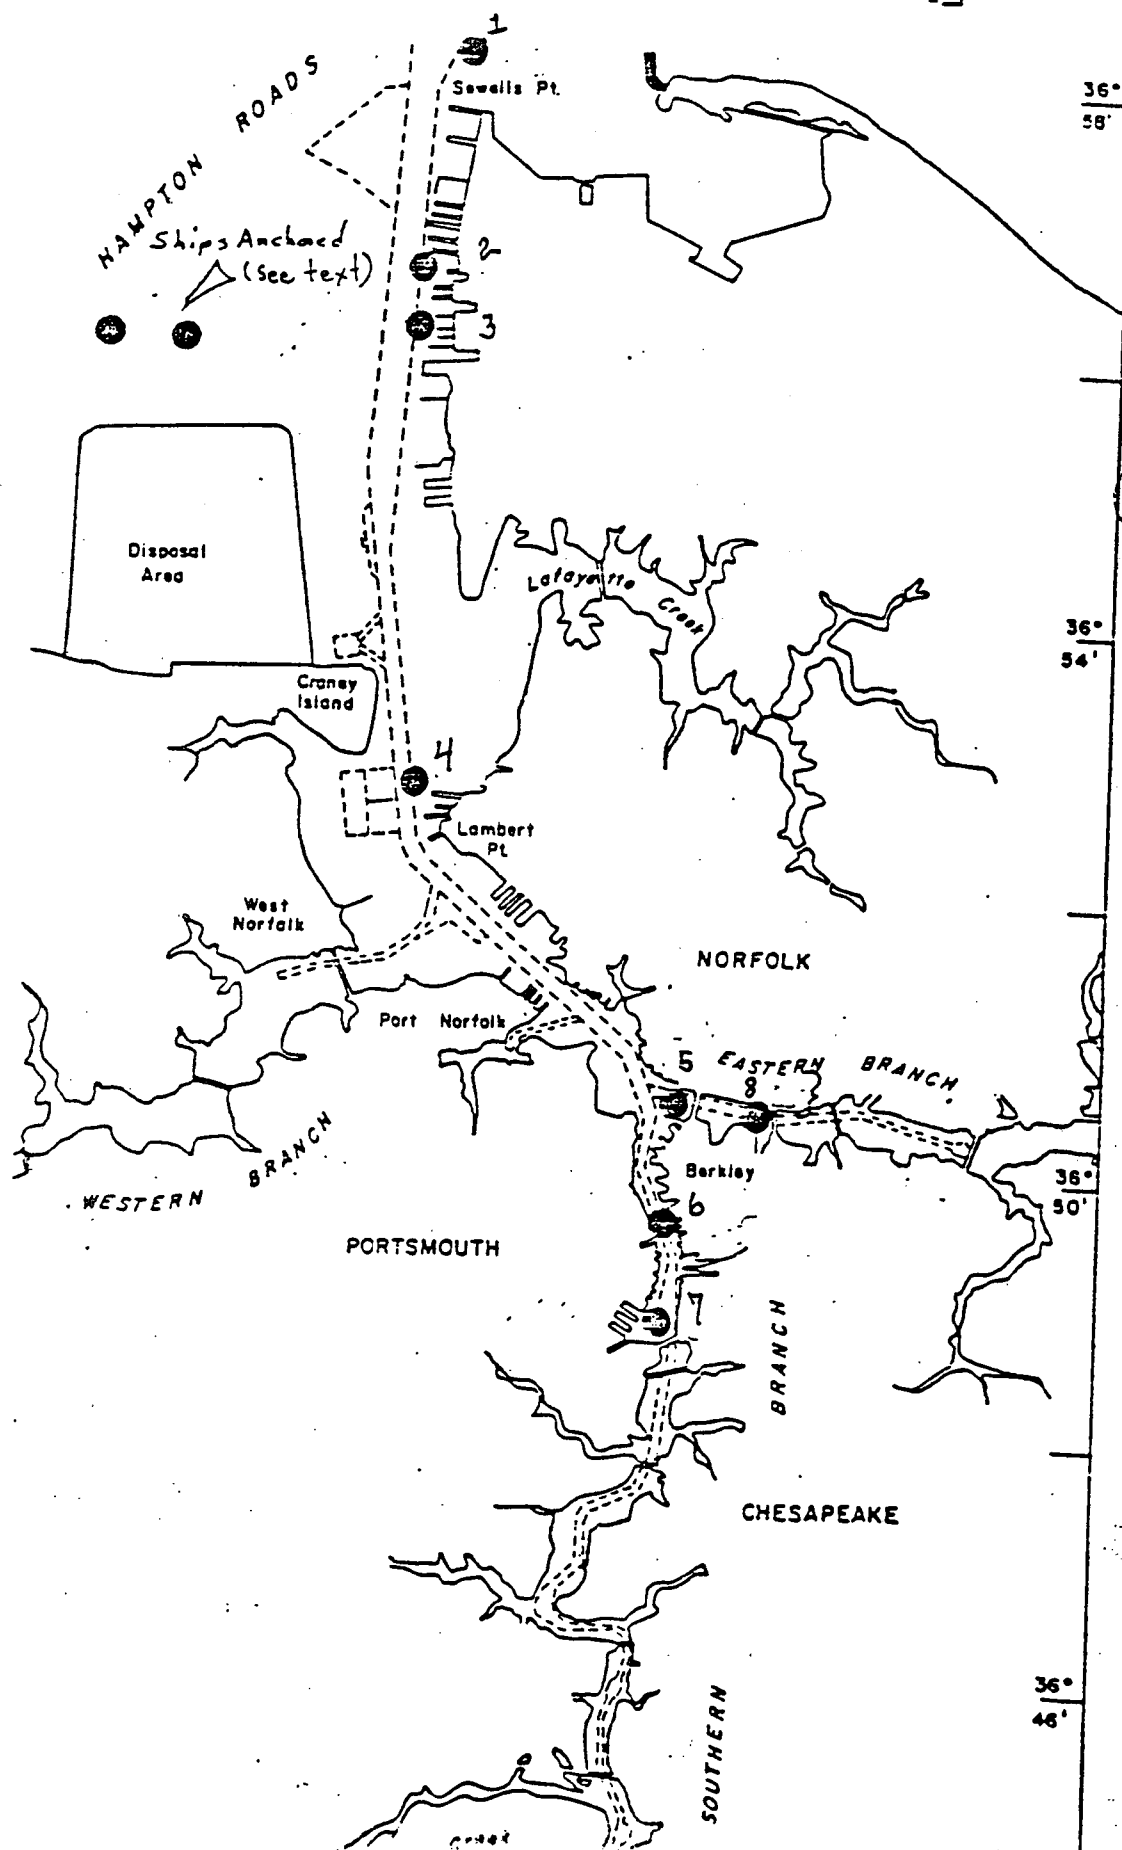 1
HAMPTON ROADS
Sewells Pt.
36°
58'
Ships Anchored
(See text)
2
3
Disposal
Area
Lafayette Creek
36°
54'
Craney
Island
4
Lambert
Pt.
West
Norfolk
NORFOLK
Port Norfolk
5
EASTERN BRANCH
8
WESTERN BRANCH
Berkley
36°
50'
6
PORTSMOUTH
7
SOUTHERN BRANCH
CHESAPEAKE
36°
46'
Creek